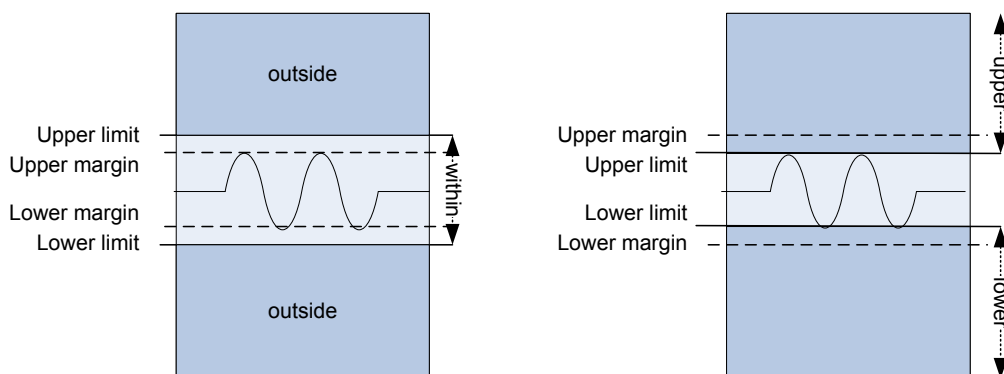 outside
Upper limit
Upper margin
Lower margin
Lower limit
within
outside
Upper margin
Upper limit
Lower limit
Lower margin
upper
lower